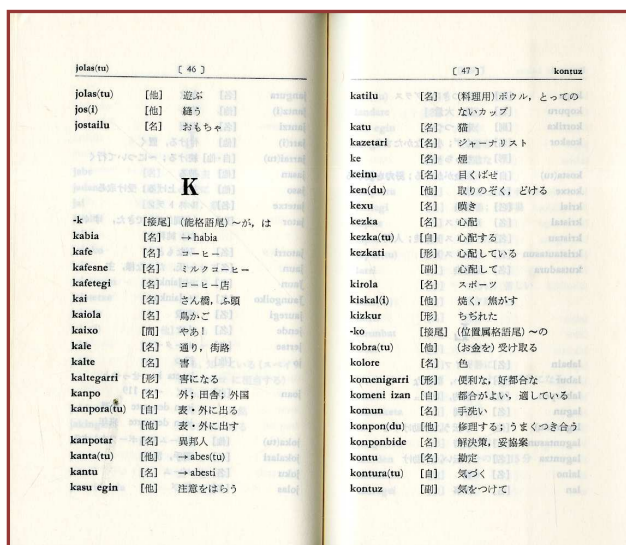 jolas(tu) [ 46 ]
jolas(tu) [他] 遊ぶ
jos(i) [他] 縫う
jostailu [名] おもちゃ
K
-k [接尾] (能格語尾)〜が，は
kabia [名] →habia
kafe [名] コーヒー
kafesne [名] ミルクコーヒー
kafetegi [名] コーヒー店
kai [名] さん橋，ふ頭
kaiola [名] 鳥かご
kaixo [間] やあ！
kale [名] 通り，街路
kalte [名] 害
kaltegarri [形] 害になる
kanpo [名] 外；田舎；外国
kanpora(tu) [自] 表・外に出る
[他] 表・外に出す
kanpotar [名] 異邦人
kanta(tu) [他] →abes(tu)
kantu [名] →abesti
kasu egin [他] 注意をはらう
[ 47 ] kontuz
katilu [名] (料理用)ボウル，とっての
ないカップ
katu [名] 猫
kazetari [名] ジャーナリスト
ke [名] 煙
keinu [名] 目くばせ
ken(du) [他] 取りのぞく，どける
kexu [名] 嘆き
kezka [名] 心配
kezka(tu) [自] 心配する
kezkati [形] 心配している
[副] 心配して
kirola [名] スポーツ
kiskal(i) [他] 焼く，焦がす
kizkur [形] ちぢれた
-ko [接尾] (位置属格語尾)〜の
kobra(tu) [他] (お金を)受け取る
kolore [名] 色
komenigarri [形] 便利な，好都合な
komeni izan [自] 都合がよい，適している
komun [名] 手洗い
konpon(du) [他] 修理する；うまくつき合う
konponbide [名] 解決策，妥協案
kontu [名] 勘定
kontura(tu) [自] 気づく
kontuz [副] 気をつけて